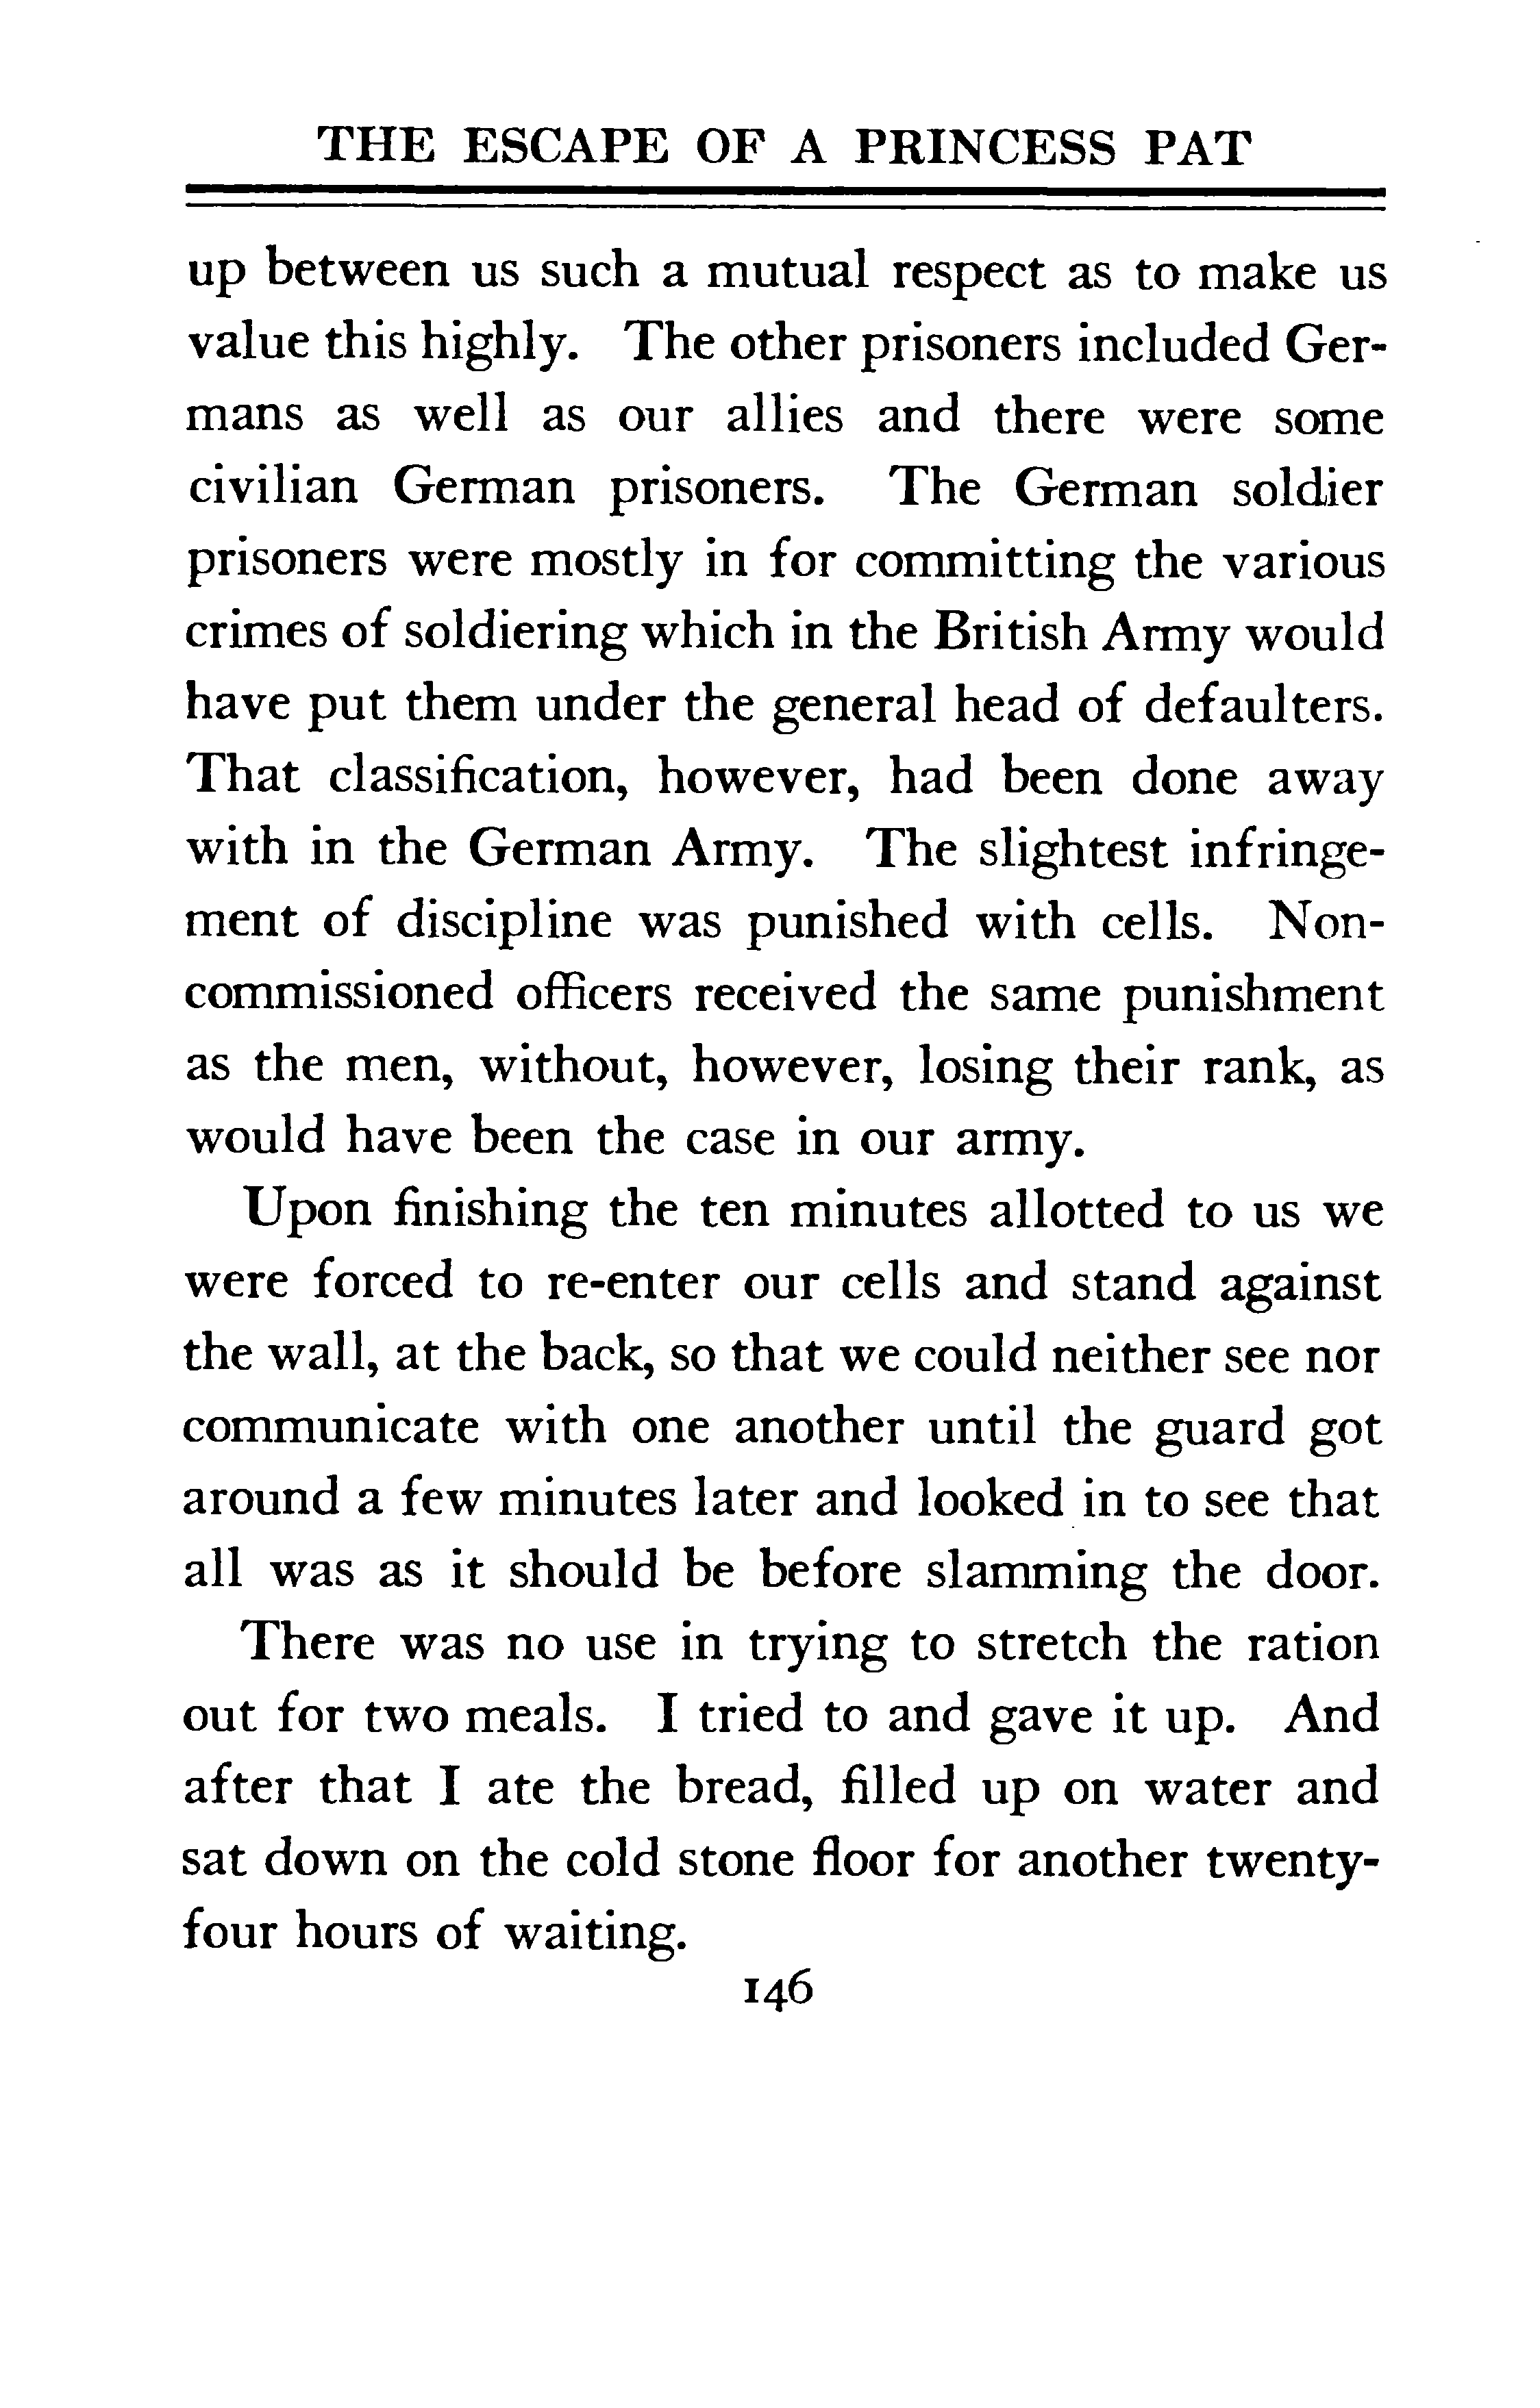 THE ESCAPE OF A PRINCESS PAT
up between us such a mutual respect as to make us
value this highly. The other prisoners included Ger-
mans as well as our allies and there were some
civilian German prisoners. The German soldier
prisoners were mostly in for committing the various
crimes of soldiering which in the British Army would
have put them under the general head of defaulters.
That classification, however, had been done away
with in the German Army. The slightest infringe-
ment of discipline was punished with cells. Non-
commissioned officers received the same punishment
as the men, without, however, losing their rank, as
would have been the case in our army.
Upon finishing the ten minutes allotted to us we
were forced to re-enter our cells and stand against
the wall, at the back, so that we could neither see nor
communicate with one another until the guard got
around a few minutes later and looked in to see that
all was as it should be before slamming the door.
There was no use in trying to stretch the ration
out for two meals. I tried to and gave it up. And
after that I ate the bread, filled up on water and
sat down on the cold stone floor for another twenty-
four hours of waiting.
146